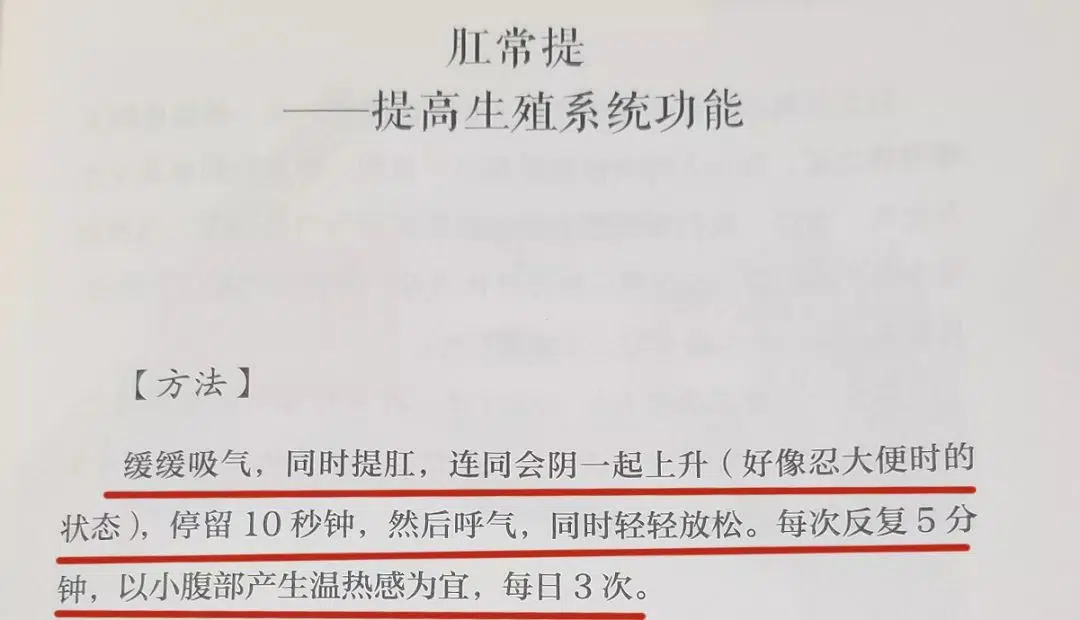 肛常提
——提高生殖系统功能
【方法】
缓缓吸气，同时提肛，连同会阴一起上升（好像忍大便时的
状态），停留10秒钟，然后呼气，同时轻轻放松。每次反复5分
钟，以小腹部产生温热感为宜，每日3次。